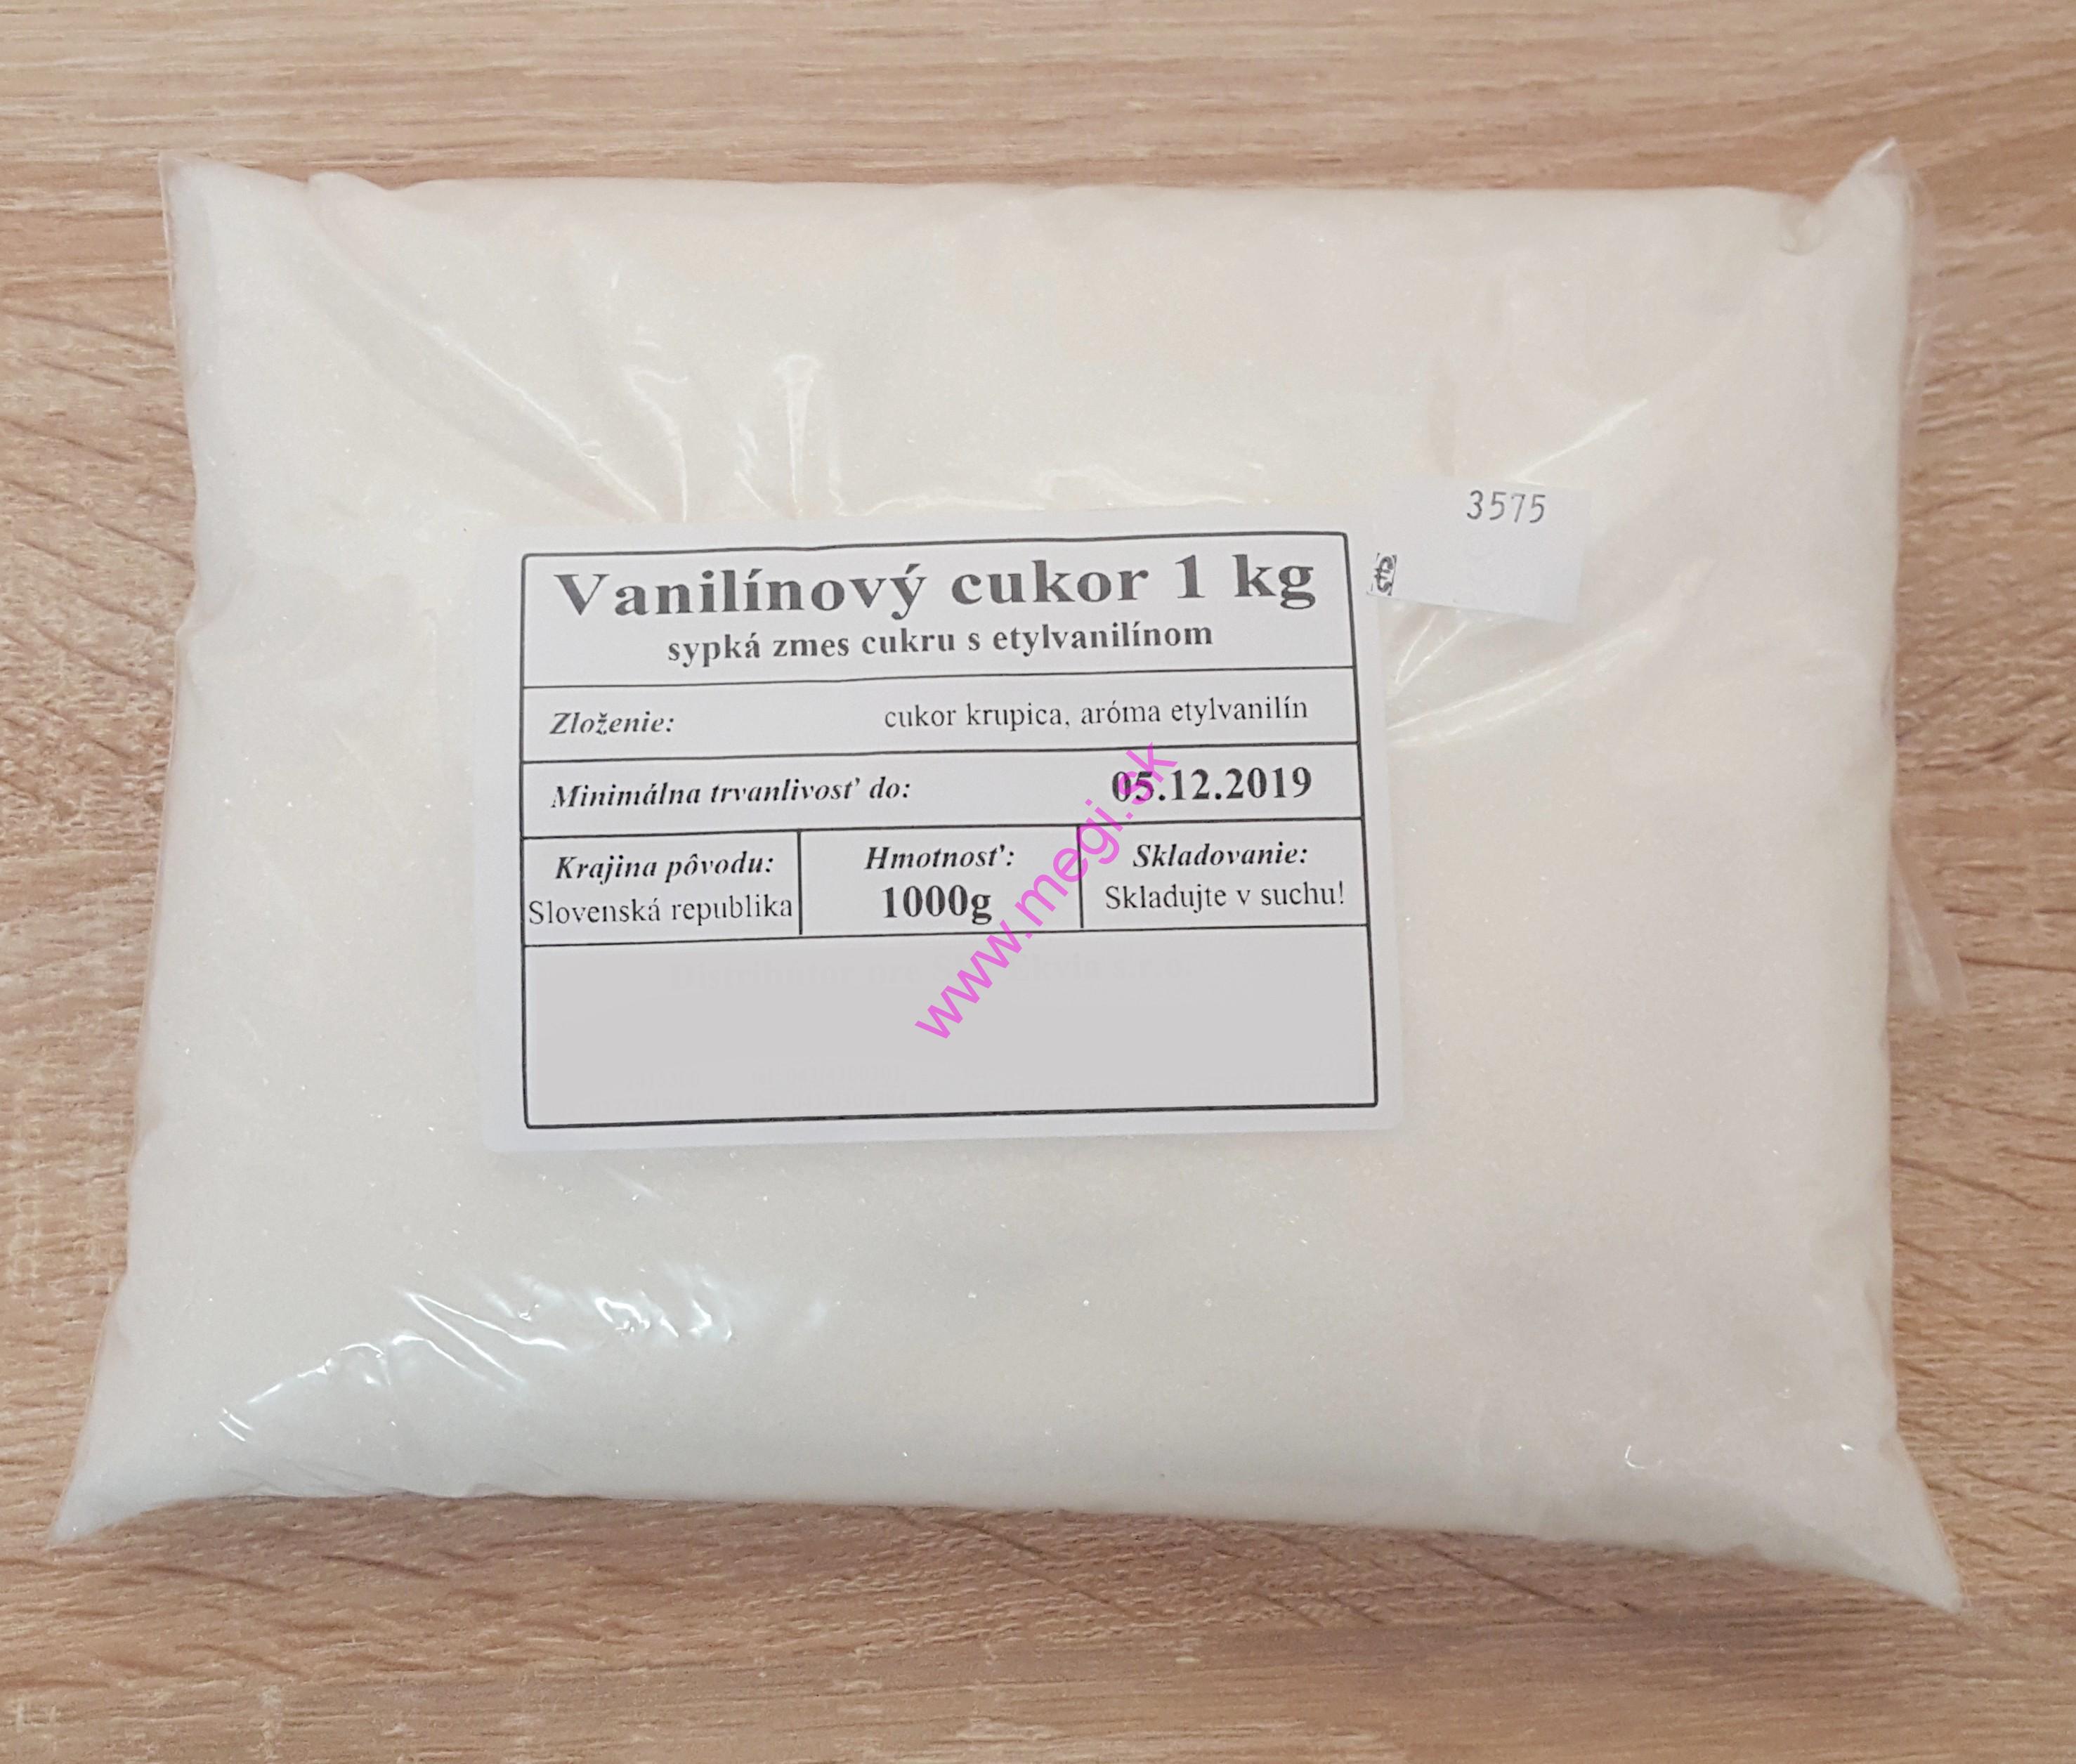 3575
€
Vanilínový cukor 1 kg
sypká zmes cukru s etylvanilínom
Zloženie: cukor krupica, aróma etylvanilín
Minimálna trvanlivosť do: 05.12.2019
Krajina pôvodu:
Slovenská republika
Hmotnosť:
1000g
Skladovanie:
Skladujte v suchu!
www.megi.sk